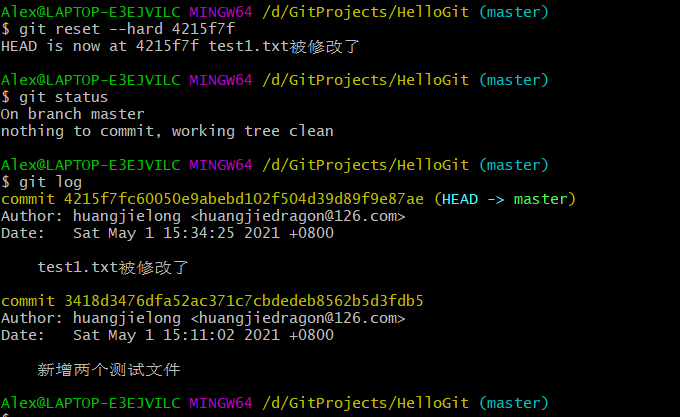 Alex@LAPTOP-E3EJVILC MINGW64 /d/GitProjects/HelloGit (master)
$ git reset --hard 4215f7f
HEAD is now at 4215f7f test1.txt被修改了
Alex@LAPTOP-E3EJVILC MINGW64 /d/GitProjects/HelloGit (master)
$ git status
On branch master
nothing to commit, working tree clean
Alex@LAPTOP-E3EJVILC MINGW64 /d/GitProjects/HelloGit (master)
$ git log
commit 4215f7fc60050e9abebd102f504d39d89f9e87ae (HEAD -> master)
Author: huangjielong <huangjiedragon@126.com>
Date:   Sat May 1 15:34:25 2021 +0800
test1.txt被修改了
commit 3418d3476dfa52ac371c7cbdedeb8562b5d3fdb5
Author: huangjielong <huangjiedragon@126.com>
Date:   Sat May 1 15:11:02 2021 +0800
新增两个测试文件
Alex@LAPTOP-E3EJVILC MINGW64 /d/GitProjects/HelloGit (master)